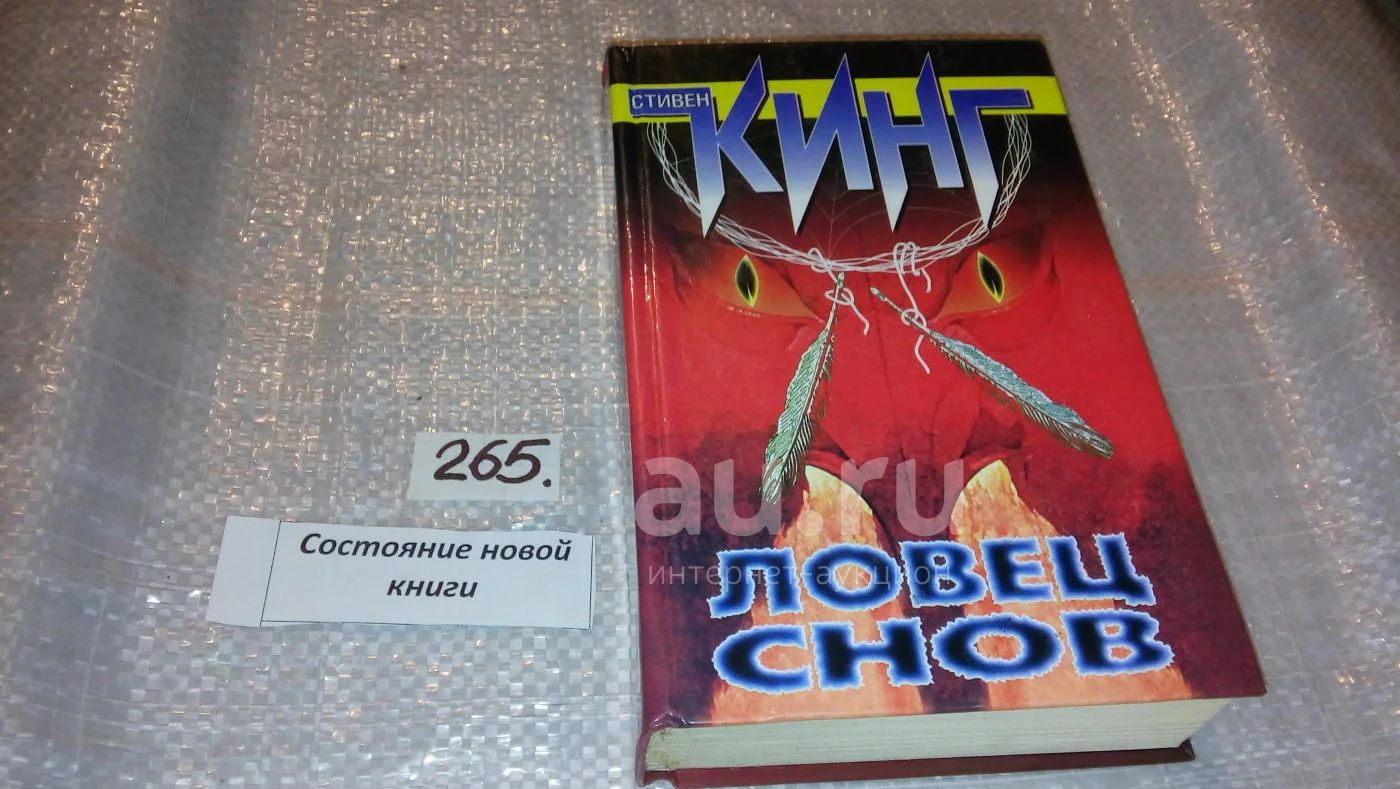 СТИВЕН
КИНГ
265.
Состояние новой
книги
au.ru
интернет-аукцион
ЛОВЕЦ
СНОВ